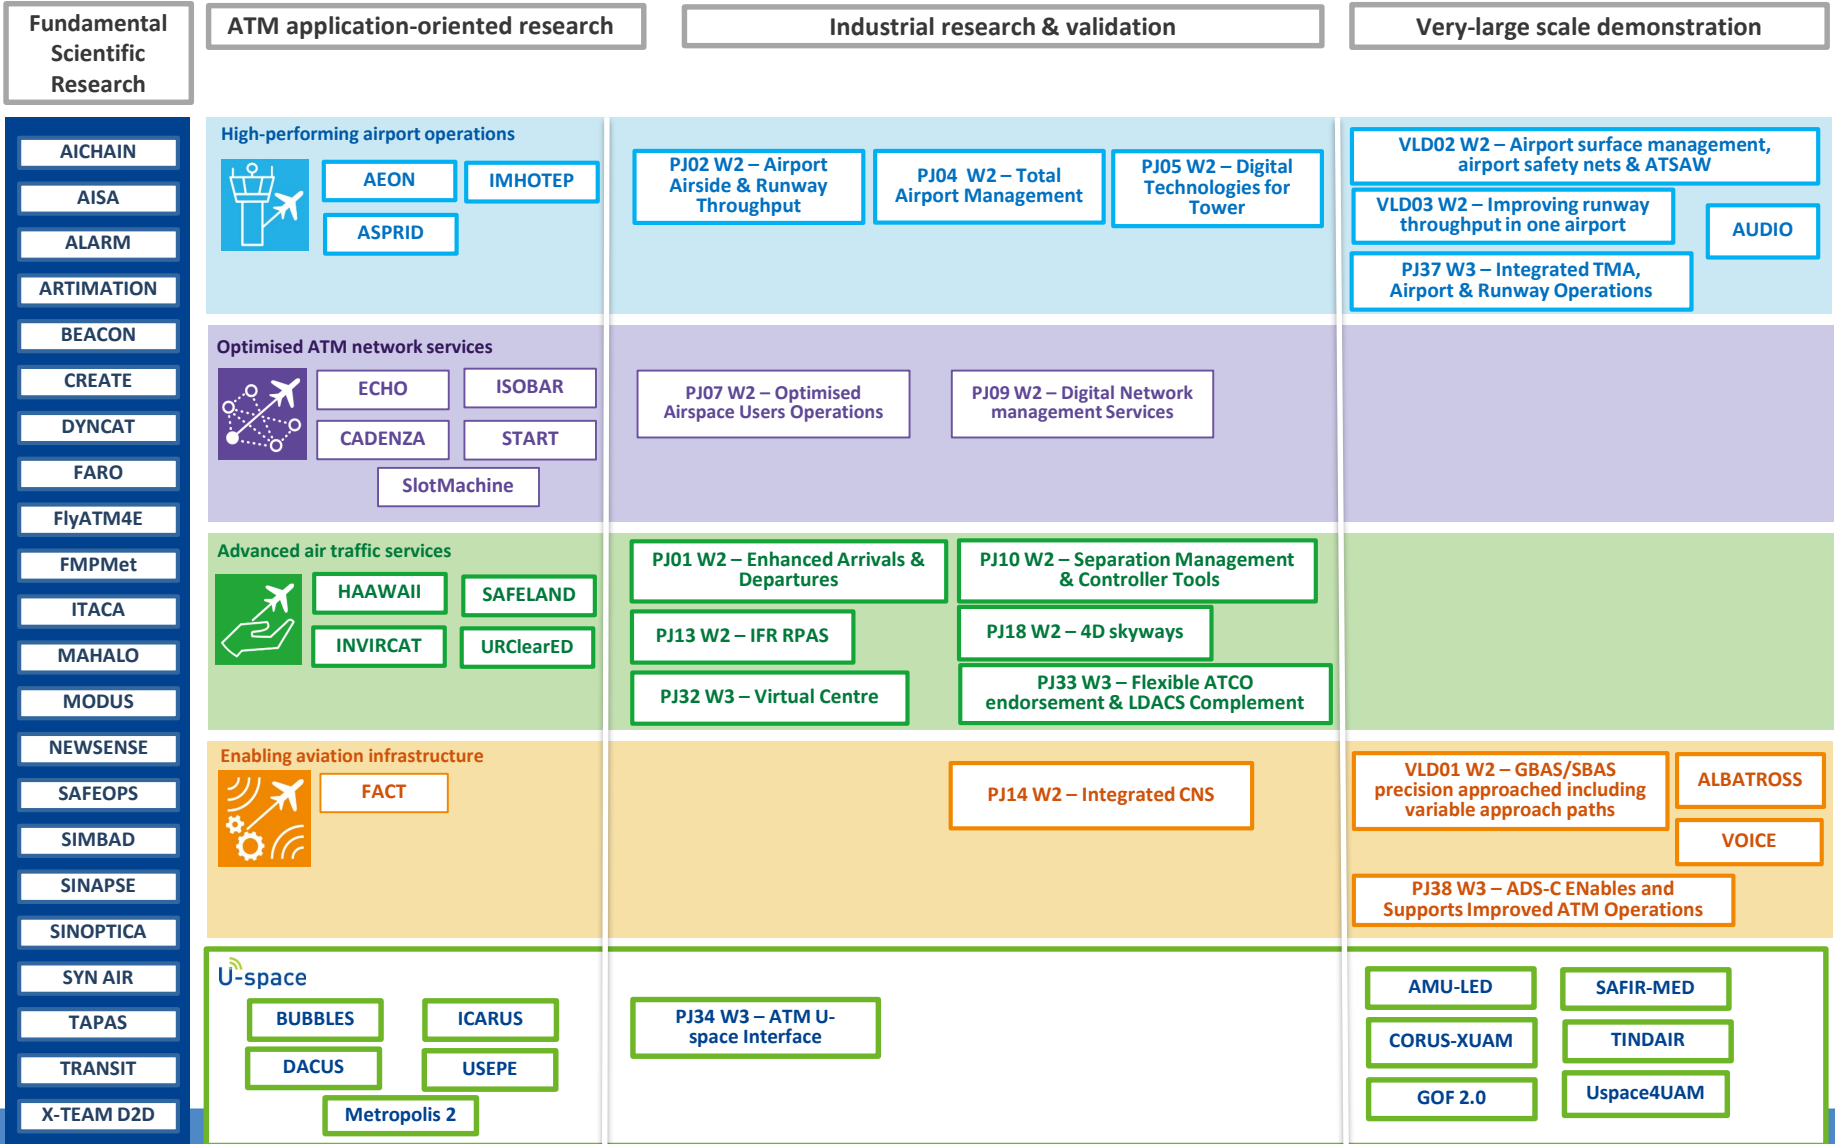 Fundamental
Scientific
Research
ATM application-oriented research
Industrial research & validation
Very-large scale demonstration
AICHAIN
AISA
ALARM
ARTIMATION
BEACON
CREATE
DYNCAT
FARO
FlyATM4E
FMPMet
ITACA
MAHALO
MODUS
NEWSENSE
SAFEOPS
SIMBAD
SINAPSE
SINOPTICA
SYN AIR
TAPAS
TRANSIT
X-TEAM D2D
High-performing airport operations
AEON
IMHOTEP
ASPRID
PJ02 W2 – Airport
Airside & Runway
Throughput
PJ04 W2 – Total
Airport Management
PJ05 W2 – Digital
Technologies for
Tower
VLD02 W2 – Airport surface management,
airport safety nets & ATSAW
VLD03 W2 – Improving runway
throughput in one airport
AUDIO
PJ37 W3 – Integrated TMA,
Airport & Runway Operations
Optimised ATM network services
ECHO
ISOBAR
CADENZA
START
SlotMachine
PJ07 W2 – Optimised
Airspace Users Operations
PJ09 W2 – Digital Network
management Services
Advanced air traffic services
HAAWAII
SAFELAND
INVIRCAT
URClearED
PJ01 W2 – Enhanced Arrivals &
Departures
PJ10 W2 – Separation Management
& Controller Tools
PJ13 W2 – IFR RPAS
PJ18 W2 – 4D skyways
PJ32 W3 – Virtual Centre
PJ33 W3 – Flexible ATCO
endorsement & LDACS Complement
Enabling aviation infrastructure
FACT
PJ14 W2 – Integrated CNS
VLD01 W2 – GBAS/SBAS
precision approached including
variable approach paths
ALBATROSS
VOICE
PJ38 W3 – ADS-C ENables and
Supports Improved ATM Operations
U-space
BUBBLES
ICARUS
DACUS
USEPE
Metropolis 2
PJ34 W3 – ATM U-
space Interface
AMU-LED
SAFIR-MED
CORUS-XUAM
TINDAIR
GOF 2.0
Uspace4UAM